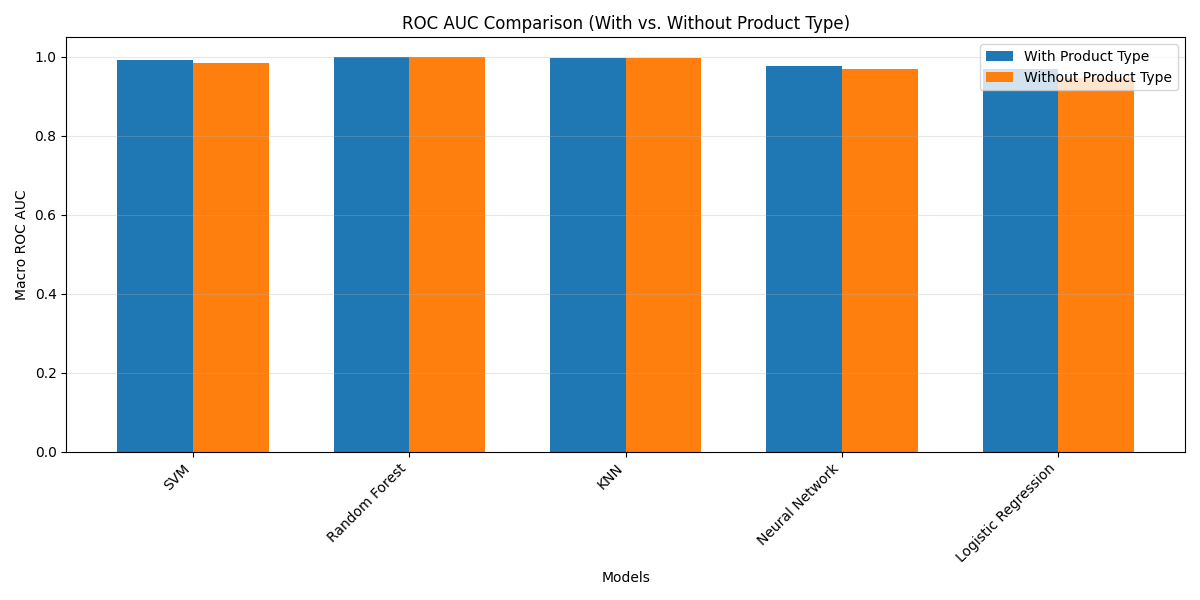 ROC AUC Comparison (With vs. Without Product Type)
With Product Type
Without Product Type
Macro ROC AUC
1.0
0.8
0.6
0.4
0.2
0.0
SVM
Random Forest
KNN
Neural Network
Logistic Regression
Models